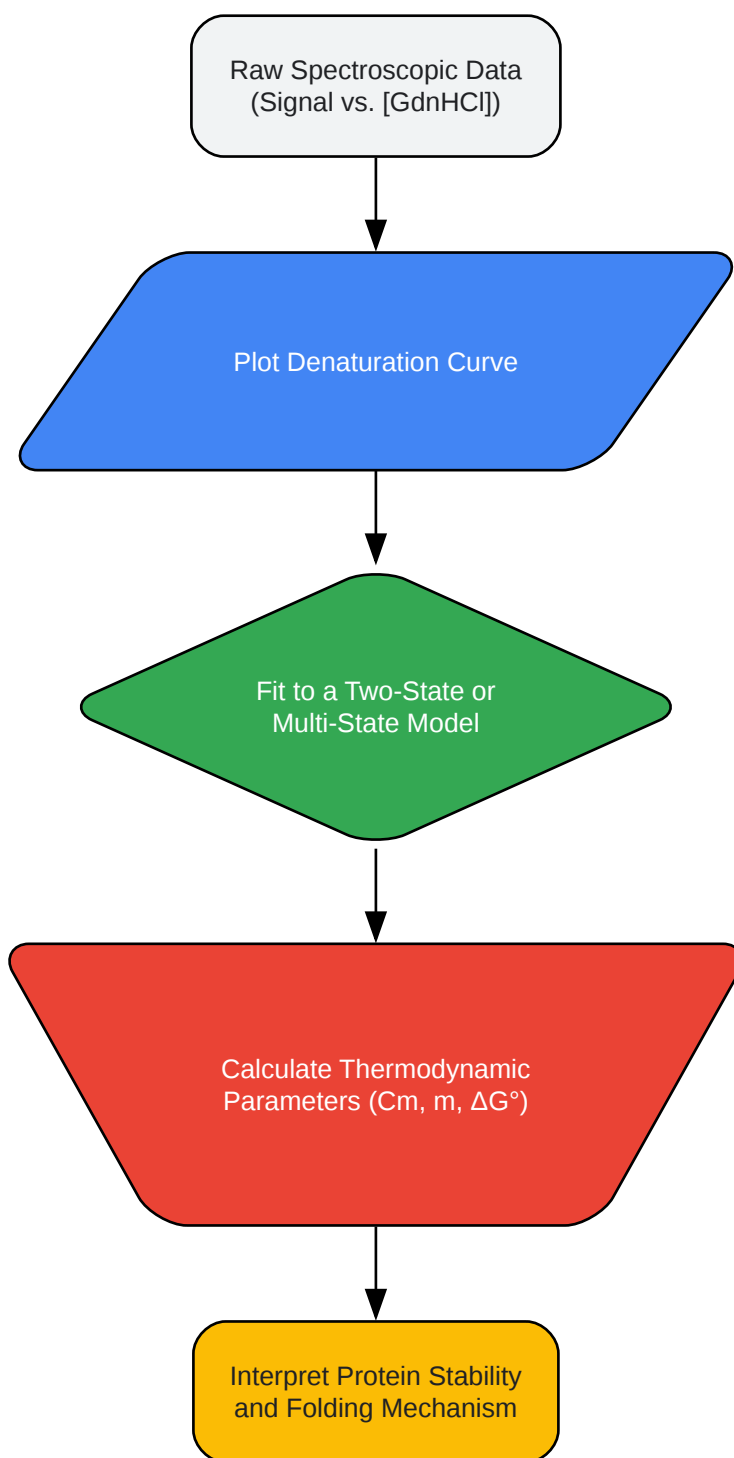 Raw Spectroscopic Data
(Signal vs. [GdnHCl])
Plot Denaturation Curve
Fit to a Two-State or
Multi-State Model
Calculate Thermodynamic
Parameters (Cm, m, ΔG°)
Interpret Protein Stability
and Folding Mechanism